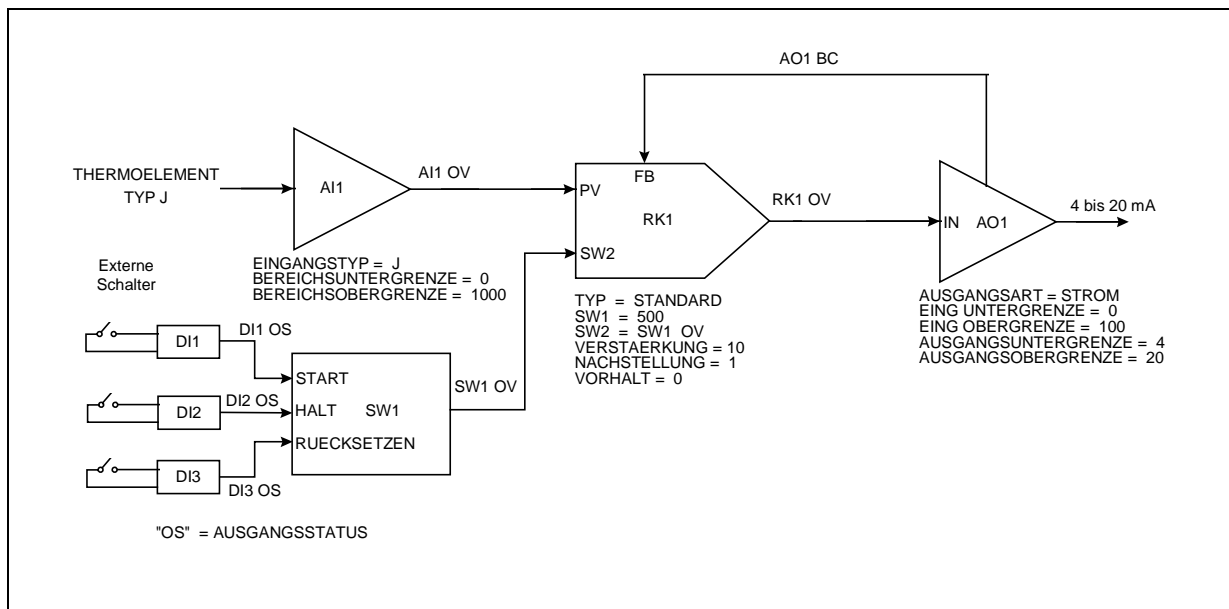 AO1 BC
THERMOELEMENT
TYP J
AI1
AI1 OV
FB
PV
RK1
SW2
RK1 OV
IN
AO1
4 bis 20 mA
EINGANGSTYP = J
BEREICHSUNTERGRENZE = 0
BEREICHSOBERGRENZE = 1000
TYP = STANDARD
SW1 = 500
SW2 = SW1 OV
VERSTAERKUNG = 10
NACHSTELLUNG = 1
VORHALT = 0
AUSGANGSART = STROM
EING UNTERGRENZE = 0
EING OBERGRENZE = 100
AUSGANGSUNTERGRENZE = 4
AUSGANGSOBERGRENZE = 20
Externe
Schalter
DI1
DI1 OS
DI2
DI2 OS
DI3
DI3 OS
START
HALT
SW1
RUECKSETZEN
SW1 OV
"OS" = AUSGANGSSTATUS